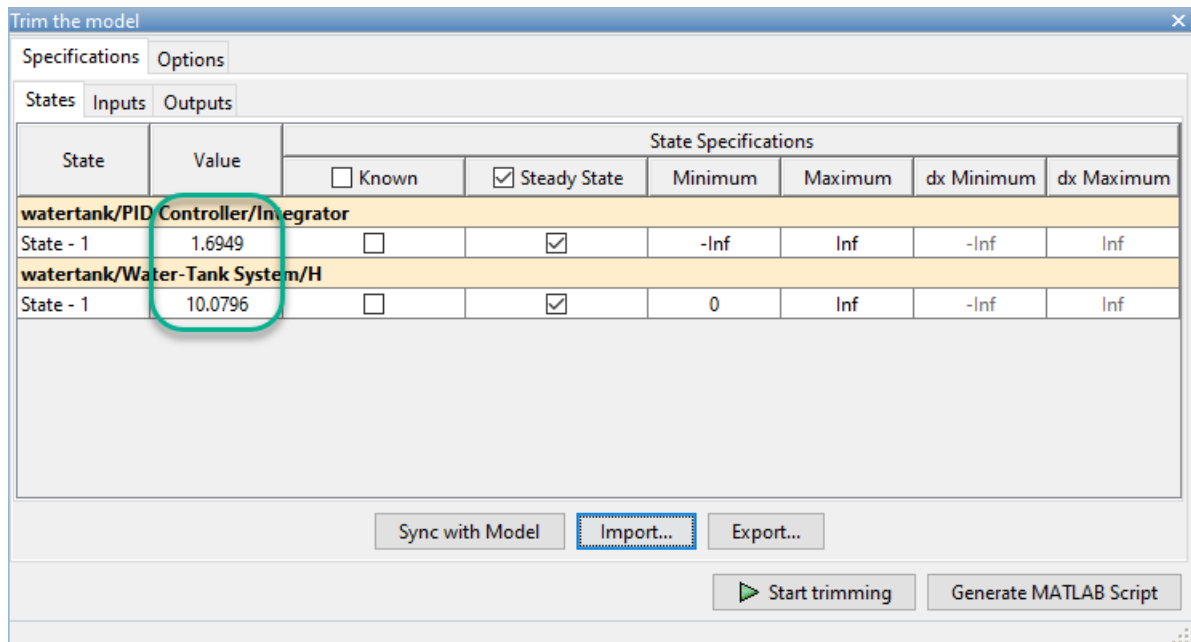 Trim the model
Specifications Options
States Inputs Outputs
State Value State Specifications
Known Steady State Minimum Maximum dx Minimum dx Maximum
watertank/PID Controller/Integrator
State - 1 1.6949 -Inf Inf -Inf Inf
watertank/Water-Tank System/H
State - 1 10.0796 0 Inf -Inf Inf
Sync with Model Import... Export...
Start trimming Generate MATLAB Script